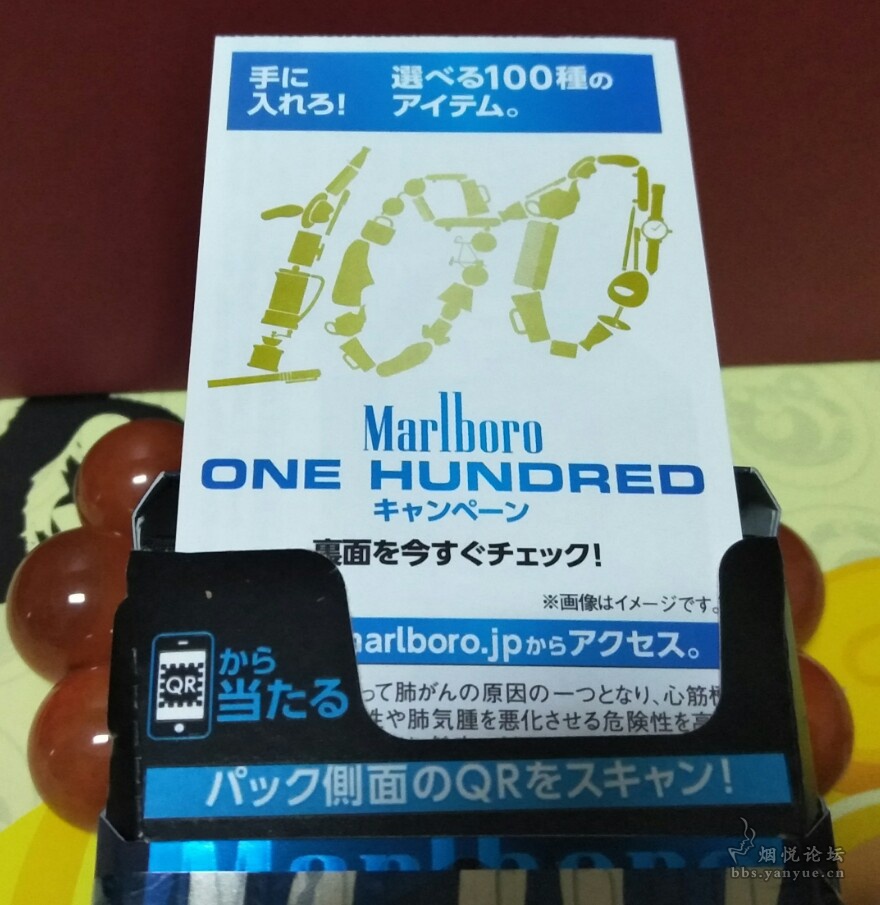 手に
入れろ!
選べる100種の
アイテム。
100
Marlboro
ONE HUNDRED
キャンペーン
裏面を今すぐチェック!
※画像はイメージです。
arlboro.jpからアクセス。
って肺がんの原因の一つとなり、心筋
性や肺気腫を悪化させる危険性を高
QR
から
当たる
パック側面のQRをスキャン!
Marlboro
烟悦论坛
bbs.yanyue.cn